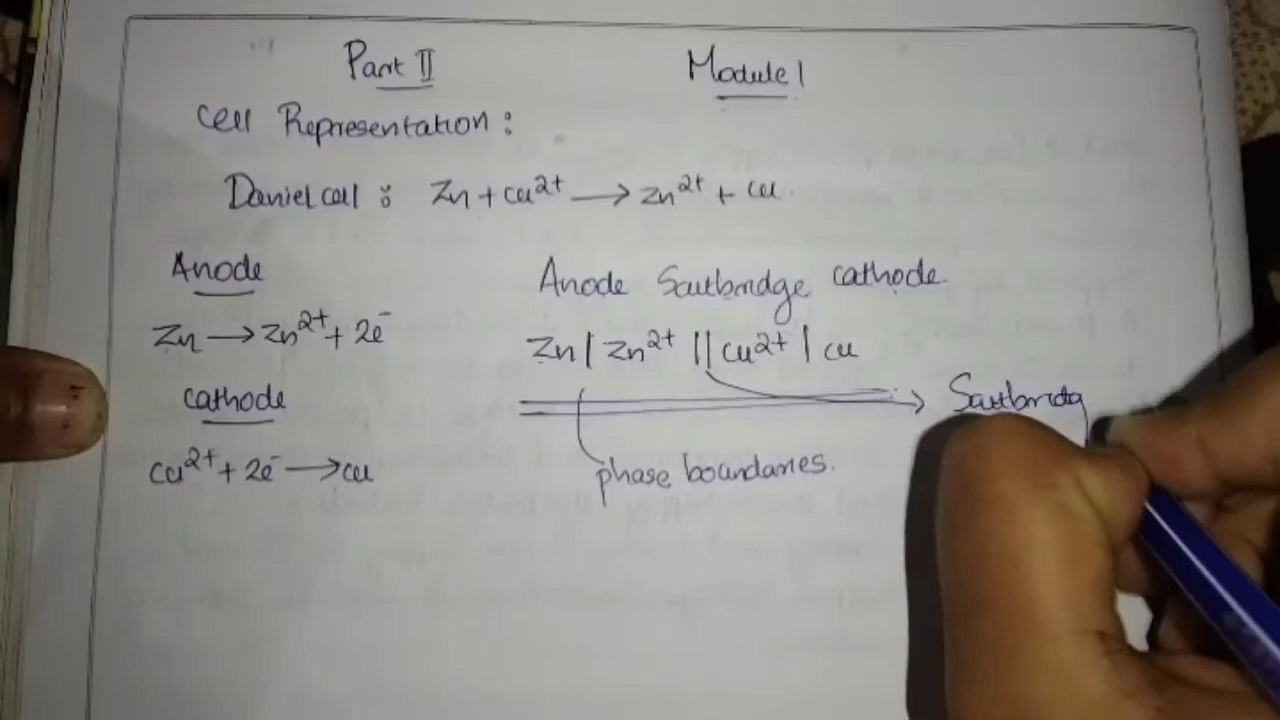 Part II Module 1
Cell Representation :
Daniel cell : Zn + Cu²⁺ ⟶ Zn²⁺ + Cu.
Anode
Zn ⟶ Zn²⁺ + 2e⁻
Cathode
Cu²⁺ + 2e⁻ ⟶ Cu
Anode Saltbridge cathode.
Zn | Zn²⁺ || Cu²⁺ | Cu
Saltbridg
phase boundaries.